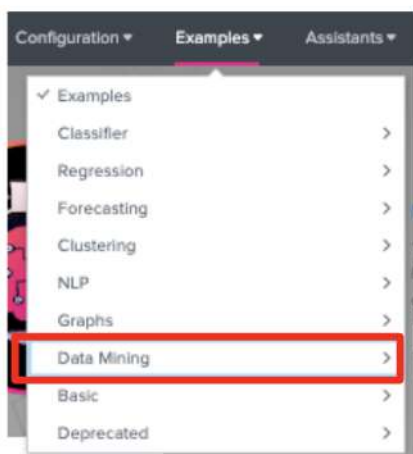 Configuration Examples Assistants
Examples
Classifier
Regression
Forecasting
Clustering
NLP
Graphs
Data Mining
Basic
Deprecated